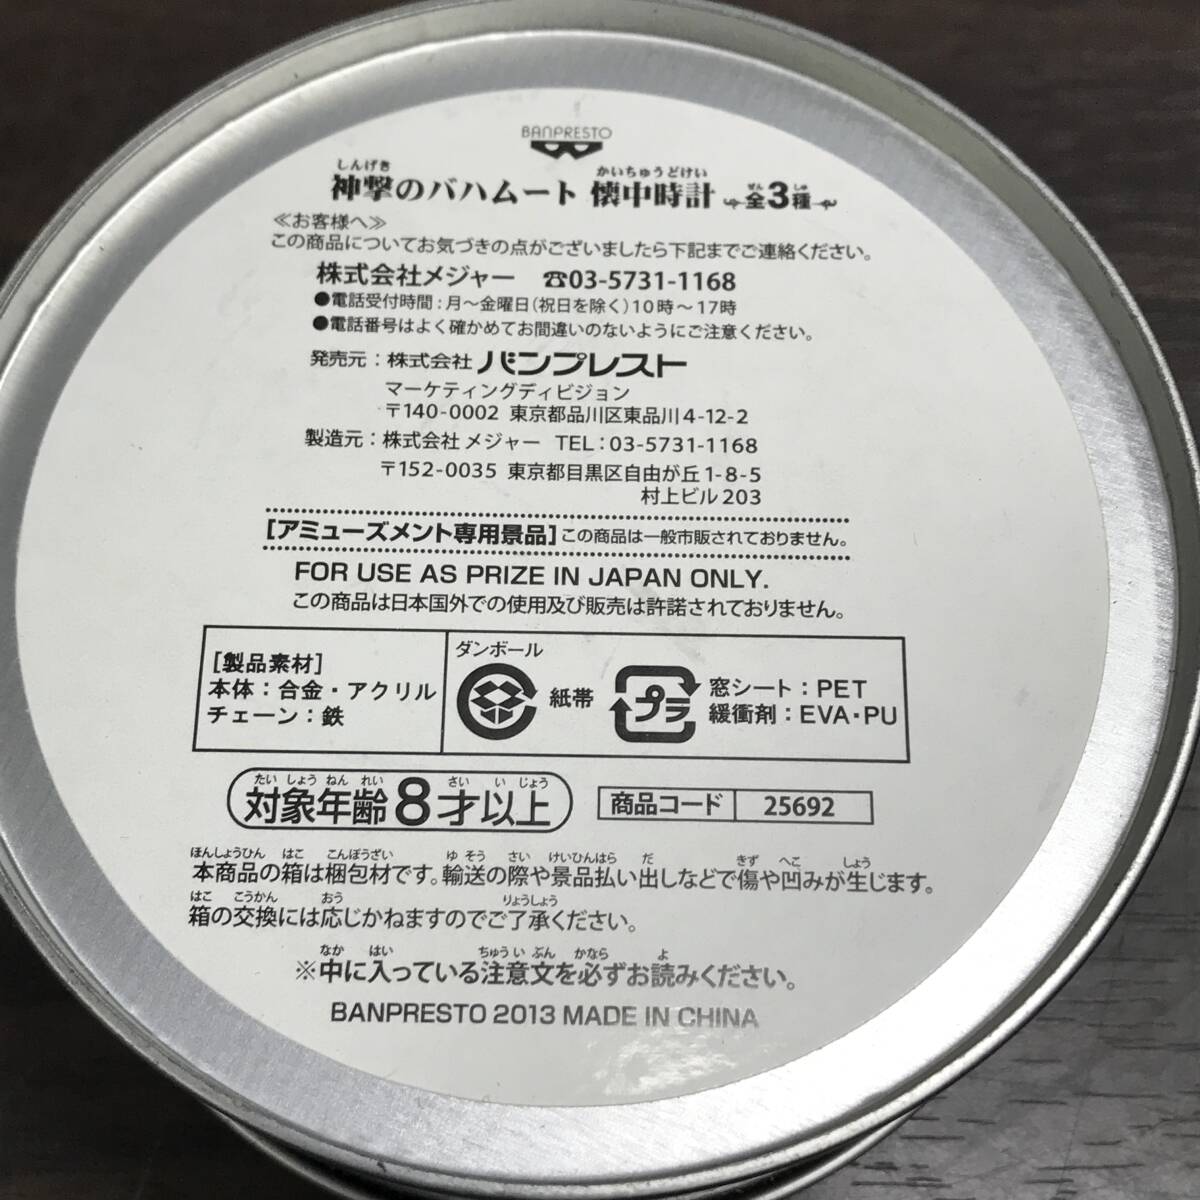 BANPRESTO
しんげき かいちゅうどけい ぜん しゅ
神撃のバハムート 懐中時計 全3種
≪お客様へ≫
この商品についてお気づきの点がございましたら下記までご連絡ください。
株式会社メジャー ☎03-5731-1168
●電話受付時間：月～金曜日(祝日を除く)10時～17時
●電話番号はよく確かめてお間違いのないようにご注意ください。
発売元：株式会社 バンプレスト
マーケティングディビジョン
〒140-0002 東京都品川区東品川4-12-2
製造元：株式会社 メジャー TEL：03-5731-1168
〒152-0035 東京都目黒区自由が丘1-8-5
村上ビル203
[アミューズメント専用景品]この商品は一般市販されておりません。
FOR USE AS PRIZE IN JAPAN ONLY.
この商品は日本国外での使用及び販売は許諾されておりません。
[製品素材]
本体：合金・アクリル
チェーン：鉄
ダンボール
紙帯
プラ
窓シート：PET
緩衝剤：EVA・PU
たい しょう ねん れい さい い じょう
対象年齢8才以上
商品コード 25692
ほんしょうひん はこ こんぽうざい ゆ そう さい けいひんはら だ きず へこ しょう
本商品の箱は梱包材です。輸送の際や景品払い出しなどで傷や凹みが生じます。
はこ こうかん おう りょうしょう
箱の交換には応じかねますのでご了承ください。
なか はい ちゅう い ぶん かなら よ
※中に入っている注意文を必ずお読みください。
BANPRESTO 2013 MADE IN CHINA